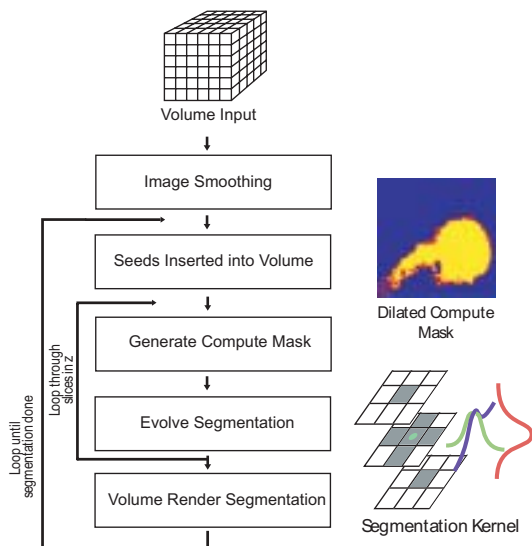 Volume Input
Image Smoothing
Seeds Inserted into Volume
Generate Compute Mask
Evolve Segmentation
Volume Render Segmentation
Loop until
segmentation done
Loop through
slices in z
Dilated Compute
Mask
Segmentation Kernel